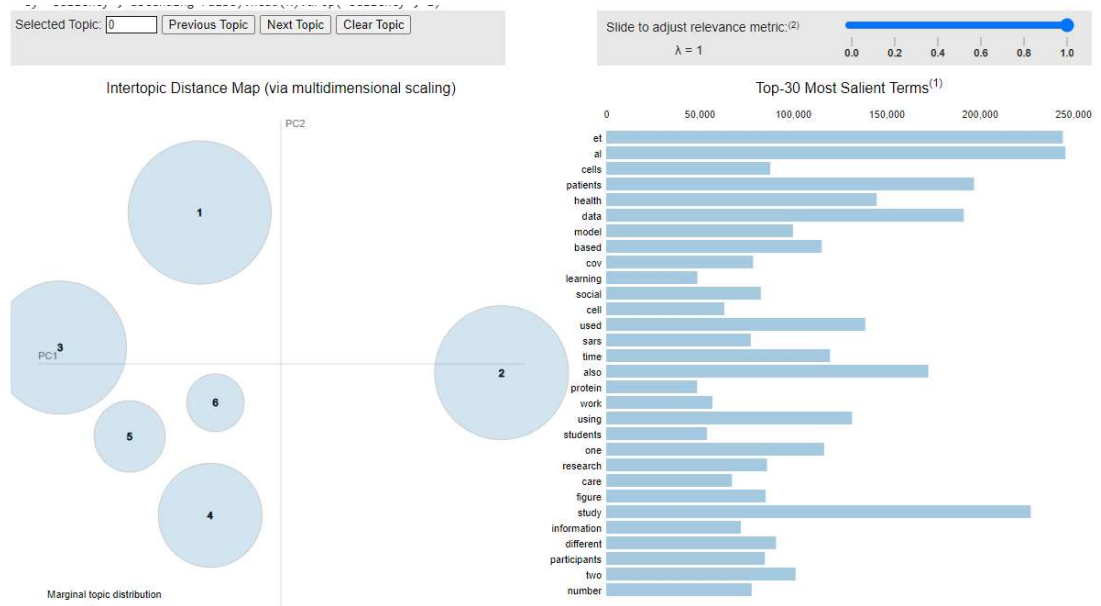 Selected Topic: 0 Previous Topic Next Topic Clear Topic
Slide to adjust relevance metric:(2)
λ = 1
0.0 0.2 0.4 0.6 0.8 1.0
Intertopic Distance Map (via multidimensional scaling)
PC2
1
3
PC1
2
6
5
4
Marginal topic distribution
Top-30 Most Salient Terms(1)
0 50,000 100,000 150,000 200,000 250,000
et
al
cells
patients
health
data
model
based
cov
learning
social
cell
used
sars
time
also
protein
work
using
students
one
research
care
figure
study
information
different
participants
two
number